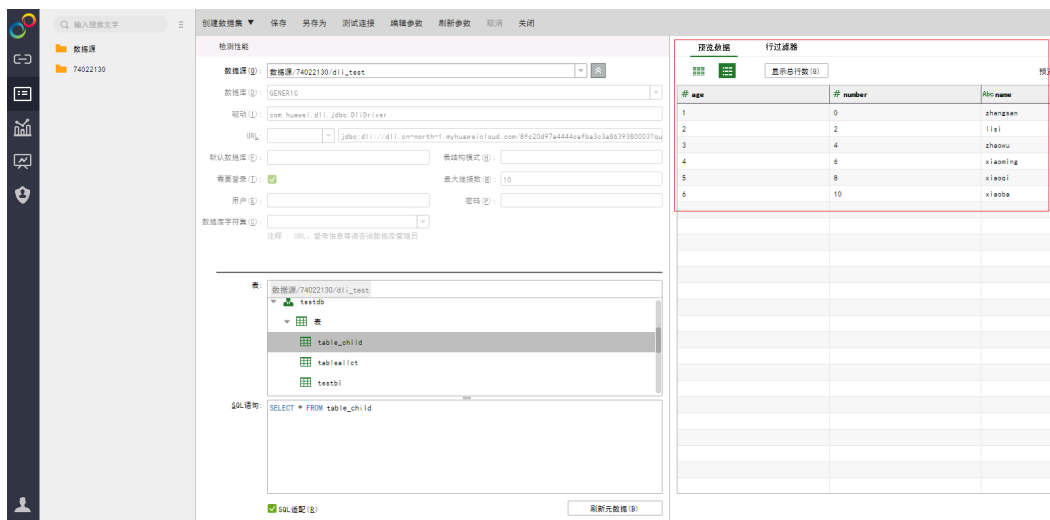 输入搜索文字
数据源
74022130
创建数据集 ▼ 保存 另存为 测试连接 编辑参数 刷新参数 取消 关闭
检测性能
数据源(O): 数据源/74022130/dli_test
数据库(D): GENERIC
驱动(I): com.huawei.dli.jdbc.DliDriver
URL:
默认数据库(F):
表结构模式(H):
需要登录(T):
最大连接数(M): 10
用户(E):
密码(P):
数据库字符集(C):
注释 : URL、登录信息等请咨询数据库管理员
表:
数据源/74022130/dli_test
testdb
表
table_child
tableallct
testbi
SQL语句: SELECT * FROM table_child
SQL适配(R)
刷新元数据(B)
预览数据 行过滤器
显示总行数(G)
# age # number Abc name
1 0 zhangsan
2 2 lisi
3 4 zhaowu
4 6 xiaoming
5 8 xiaoqi
6 10 xiaoba